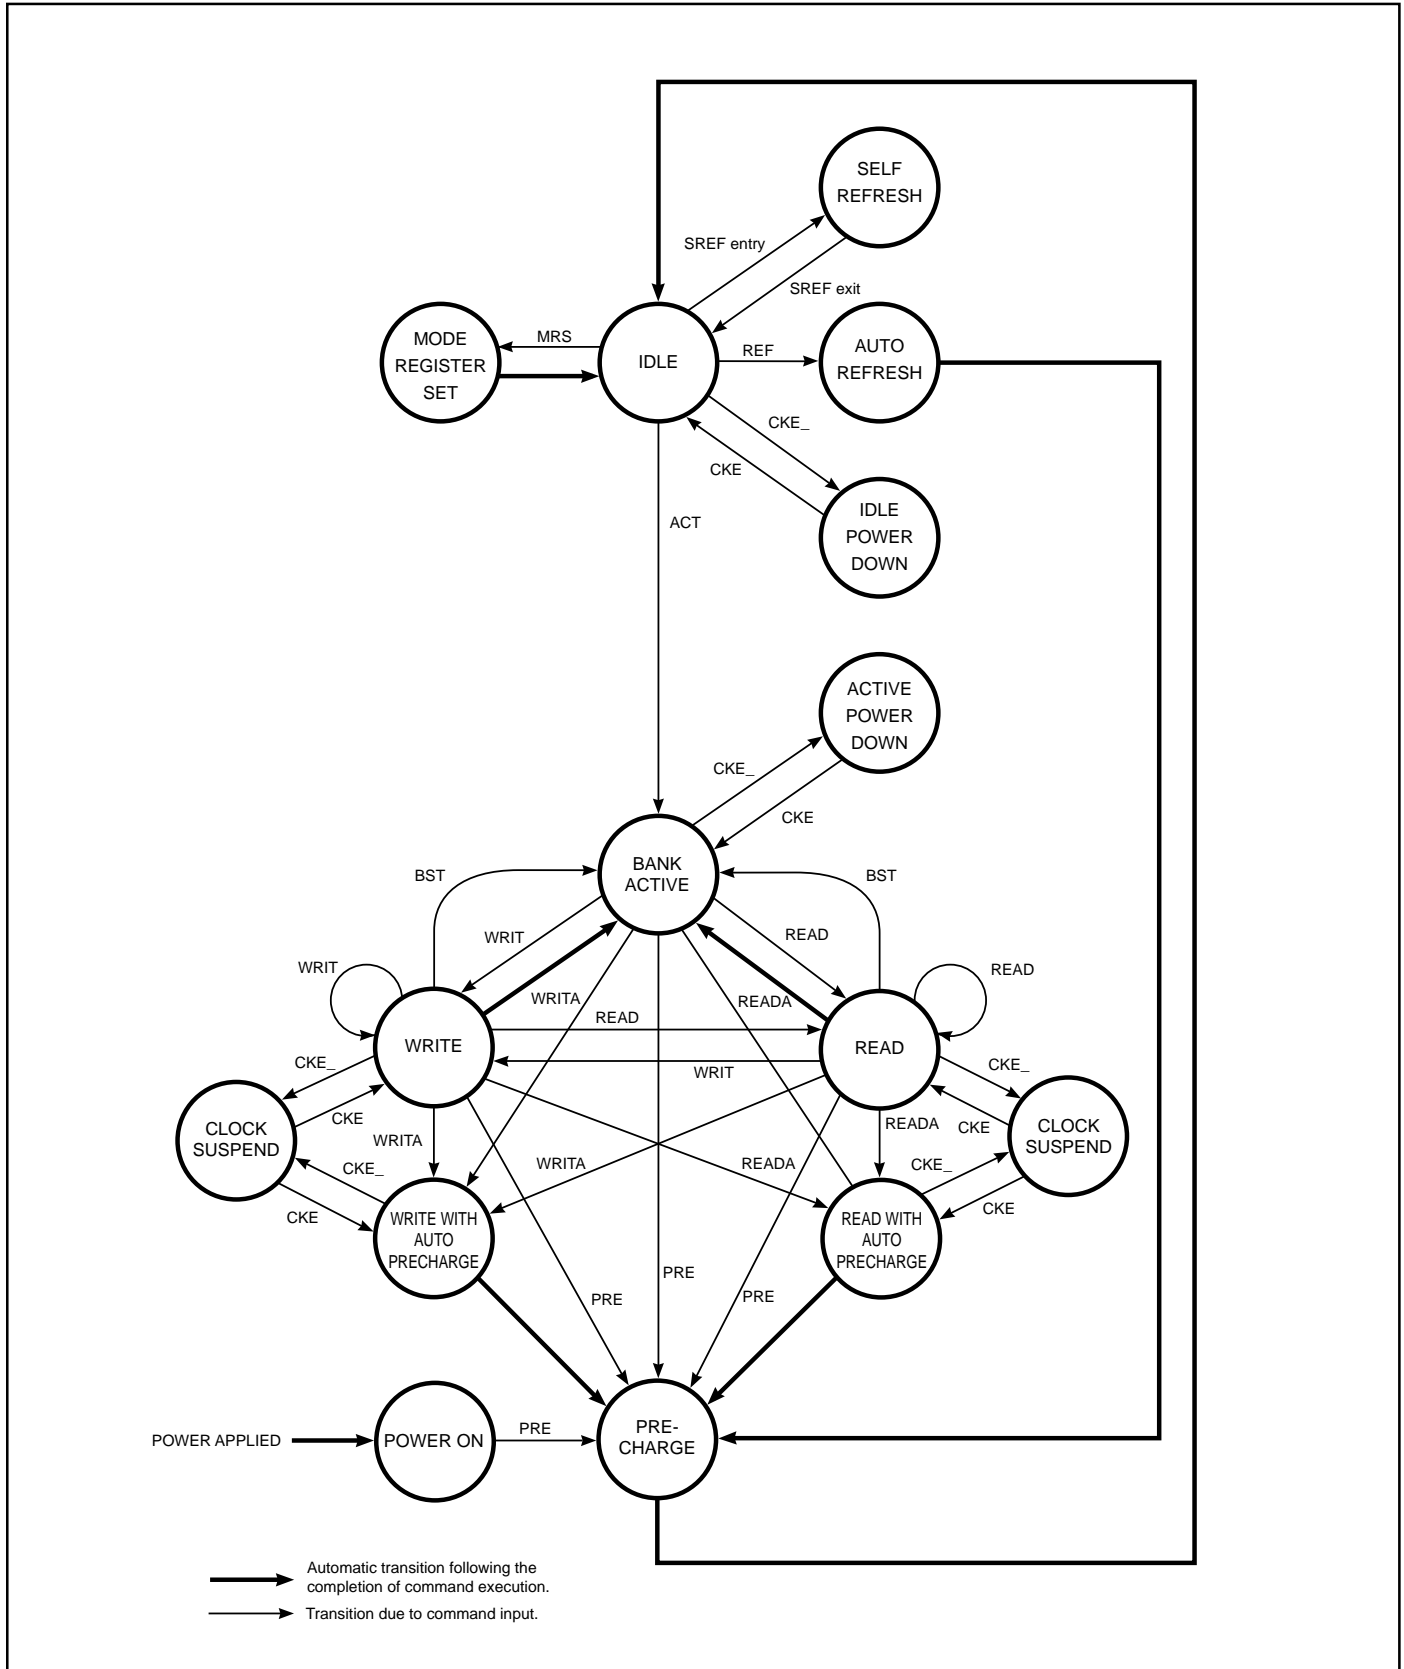 SELF
REFRESH
SREF entry
SREF exit
MODE
REGISTER
SET
MRS
IDLE
REF
AUTO
REFRESH
CKE_
CKE
IDLE
POWER
DOWN
ACT
ACTIVE
POWER
DOWN
CKE_
CKE
BANK
ACTIVE
BST
BST
WRIT
READ
WRIT
READ
WRITA
READA
READ
WRITE
READ
WRIT
CKE_
CKE_
CKE
CKE
CLOCK
SUSPEND
CLOCK
SUSPEND
WRITA
READA
WRITA
READA
CKE_
CKE_
CKE
CKE
WRITE WITH
AUTO
PRECHARGE
READ WITH
AUTO
PRECHARGE
PRE
PRE
PRE
POWER APPLIED
POWER ON
PRE
PRE-
CHARGE
Automatic transition following the
completion of command execution.
Transition due to command input.